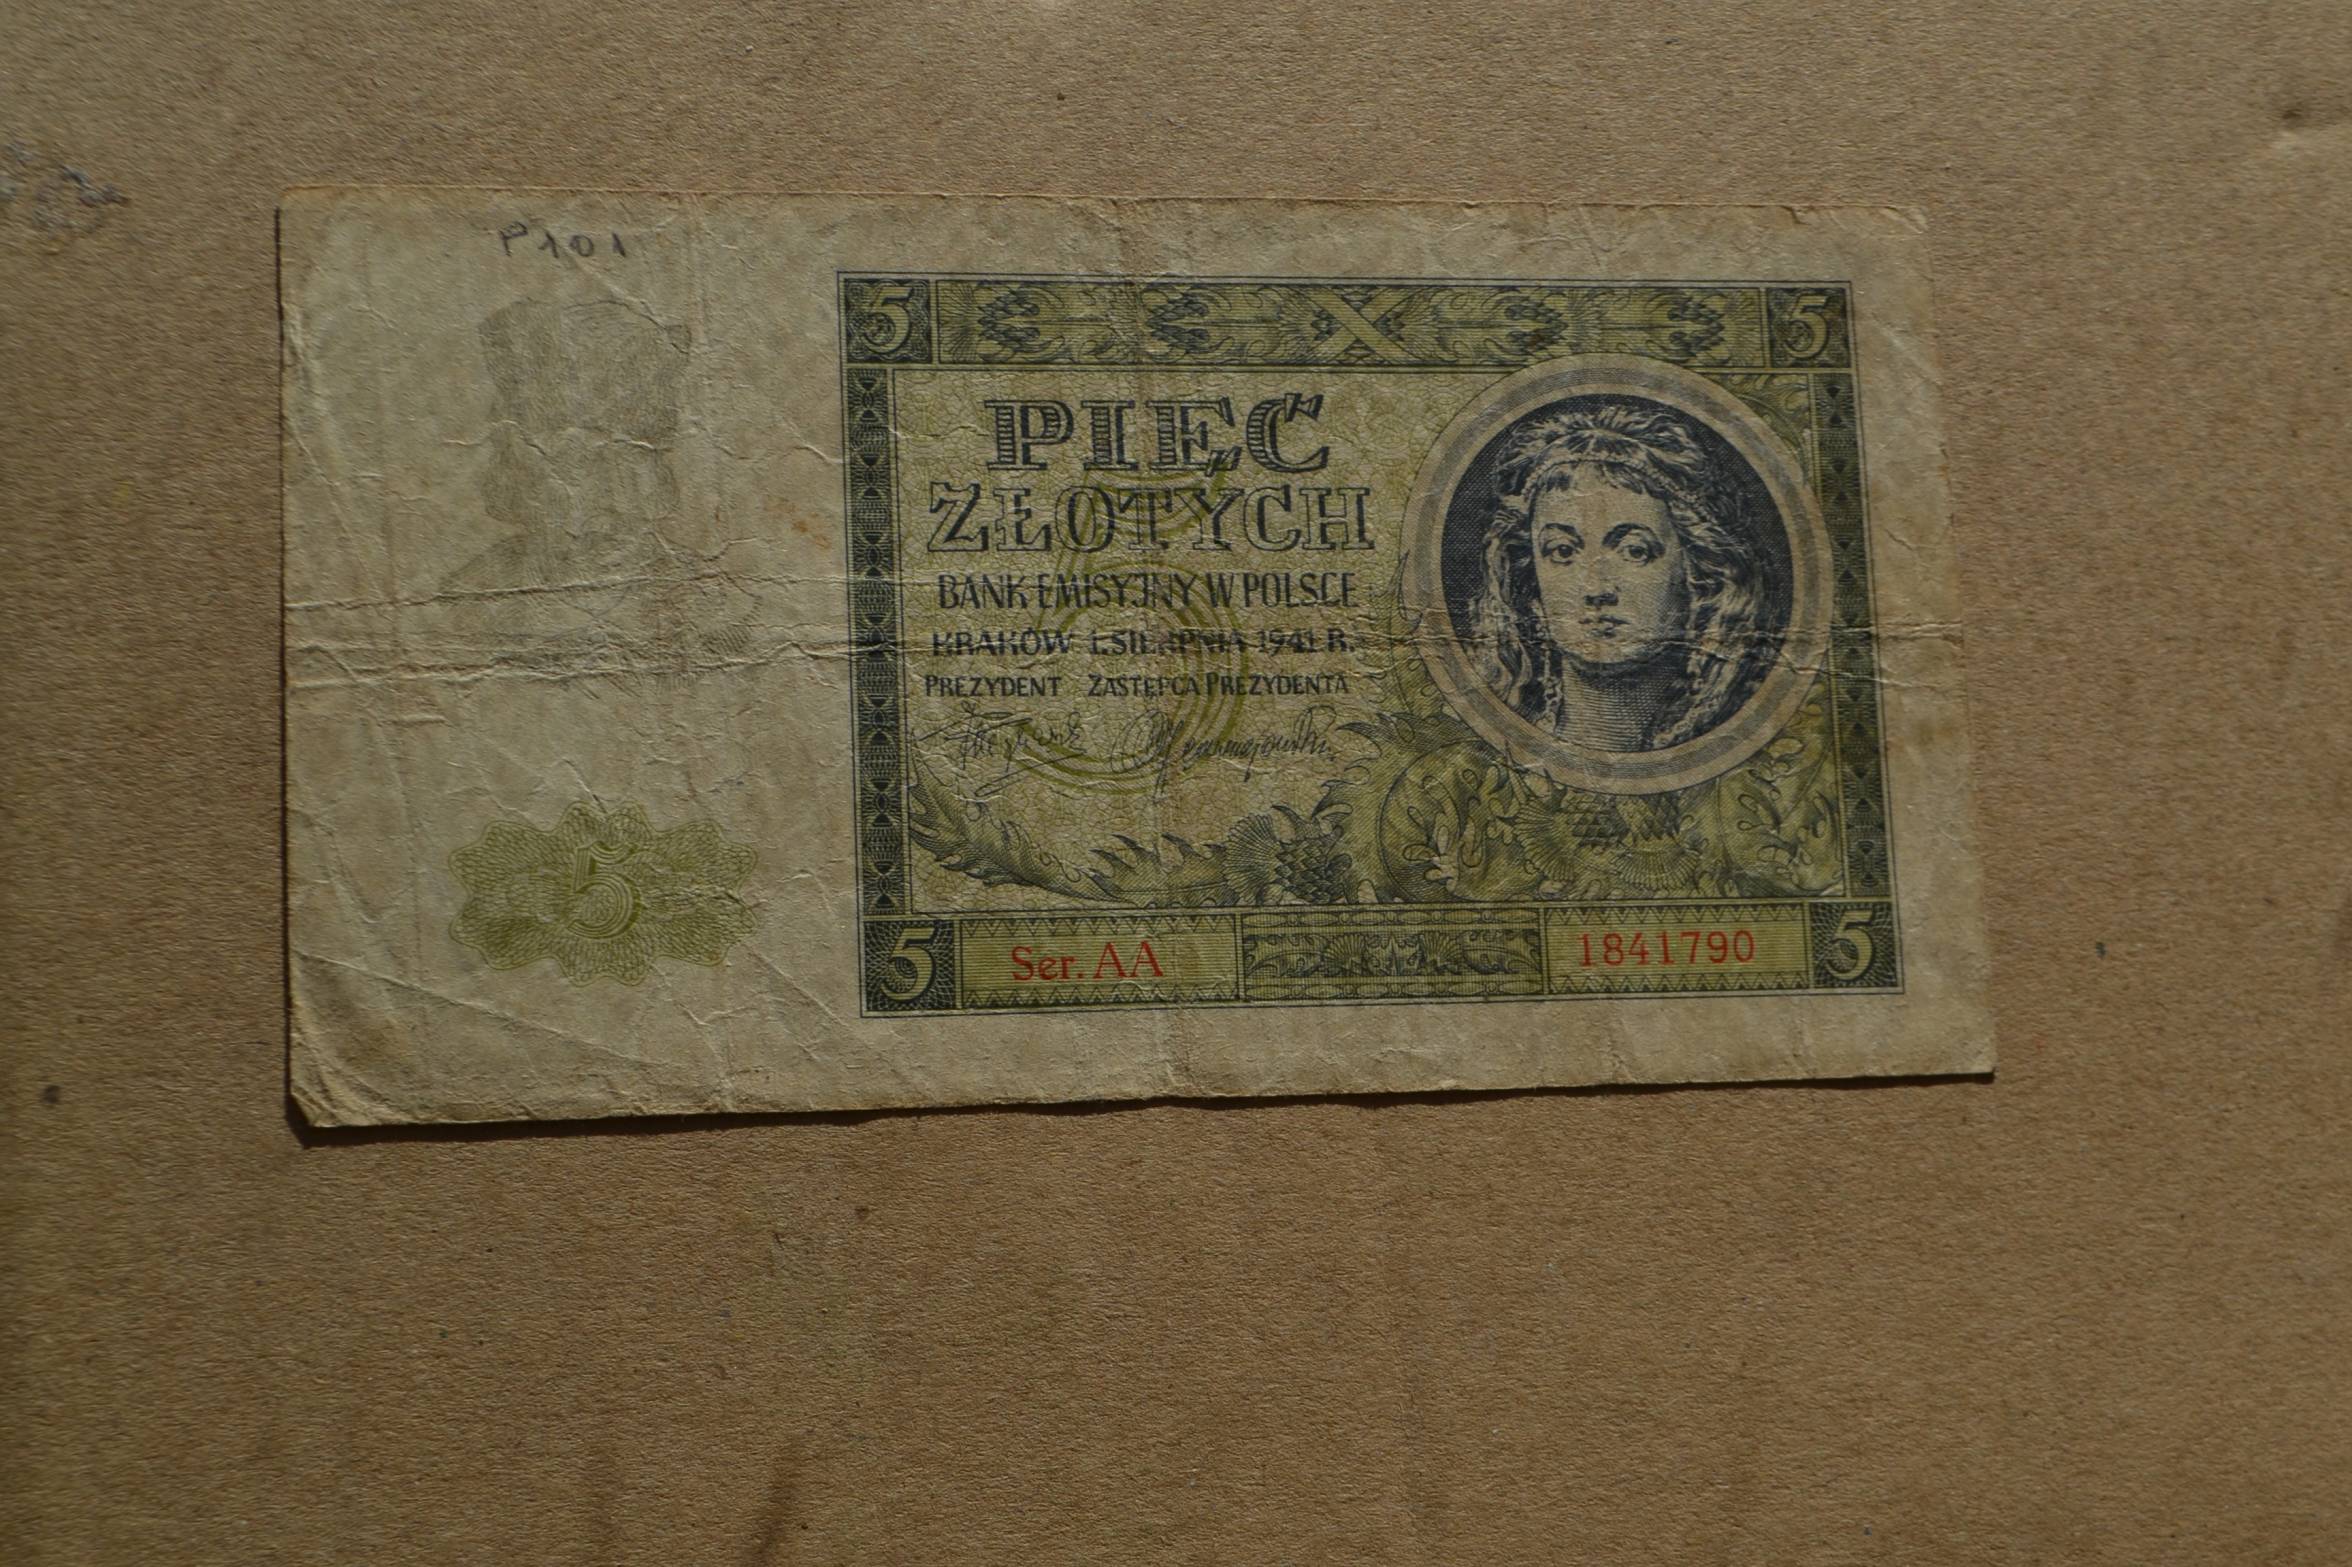 P101
5 5
PIĘĆ
ZŁOTYCH
BANK EMISYJNY W POLSCE
KRAKÓW 1. SIERPNIA 1941 R.
PREZYDENT ZASTĘPCA PREZYDENTA
5
5 Ser. AA 1841790 5